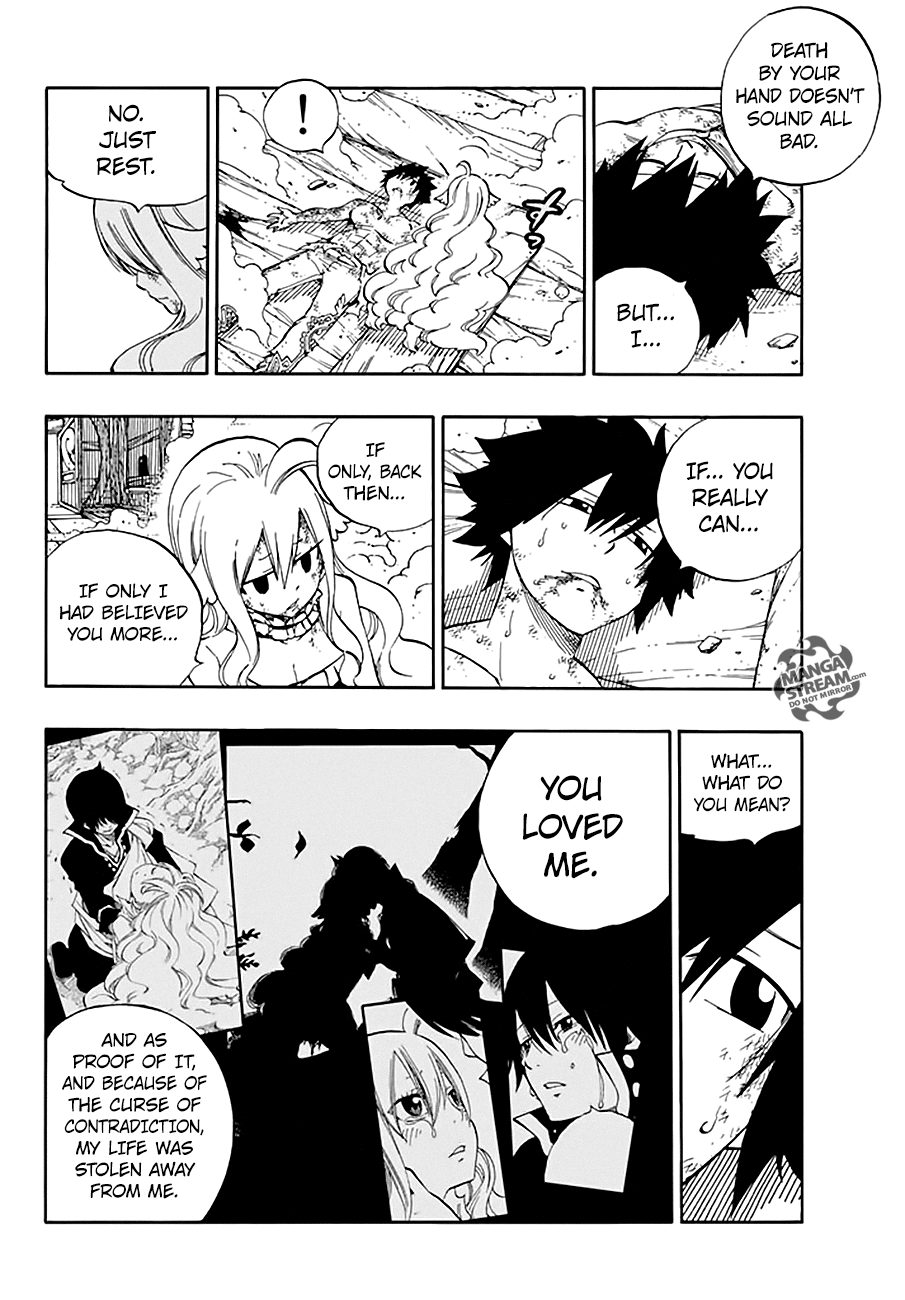 DEATH
BY YOUR
HAND DOESN'T
SOUND ALL
BAD.
BUT...
I...
!
NO.
JUST
REST.
IF... YOU
REALLY
CAN...
IF
ONLY, BACK
THEN...
IF ONLY I
HAD BELIEVED
YOU MORE...
MANGA
STREAM.com
DO NOT MIRROR
WHAT...
WHAT DO
YOU MEAN?
YOU
LOVED
ME.
AND AS
PROOF OF IT,
AND BECAUSE OF
THE CURSE OF
CONTRADICTION,
MY LIFE WAS
STOLEN AWAY
FROM ME.